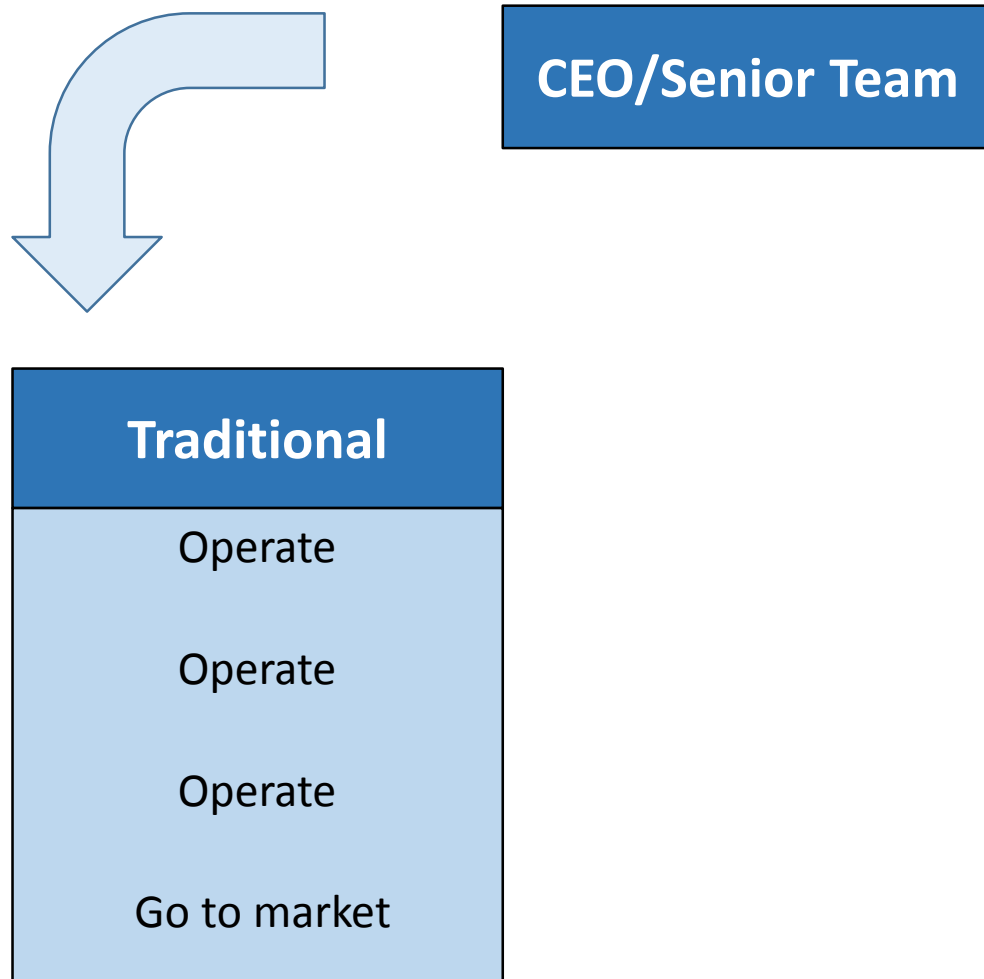 CEO/Senior Team
Traditional
Operate
Operate
Operate
Go to market